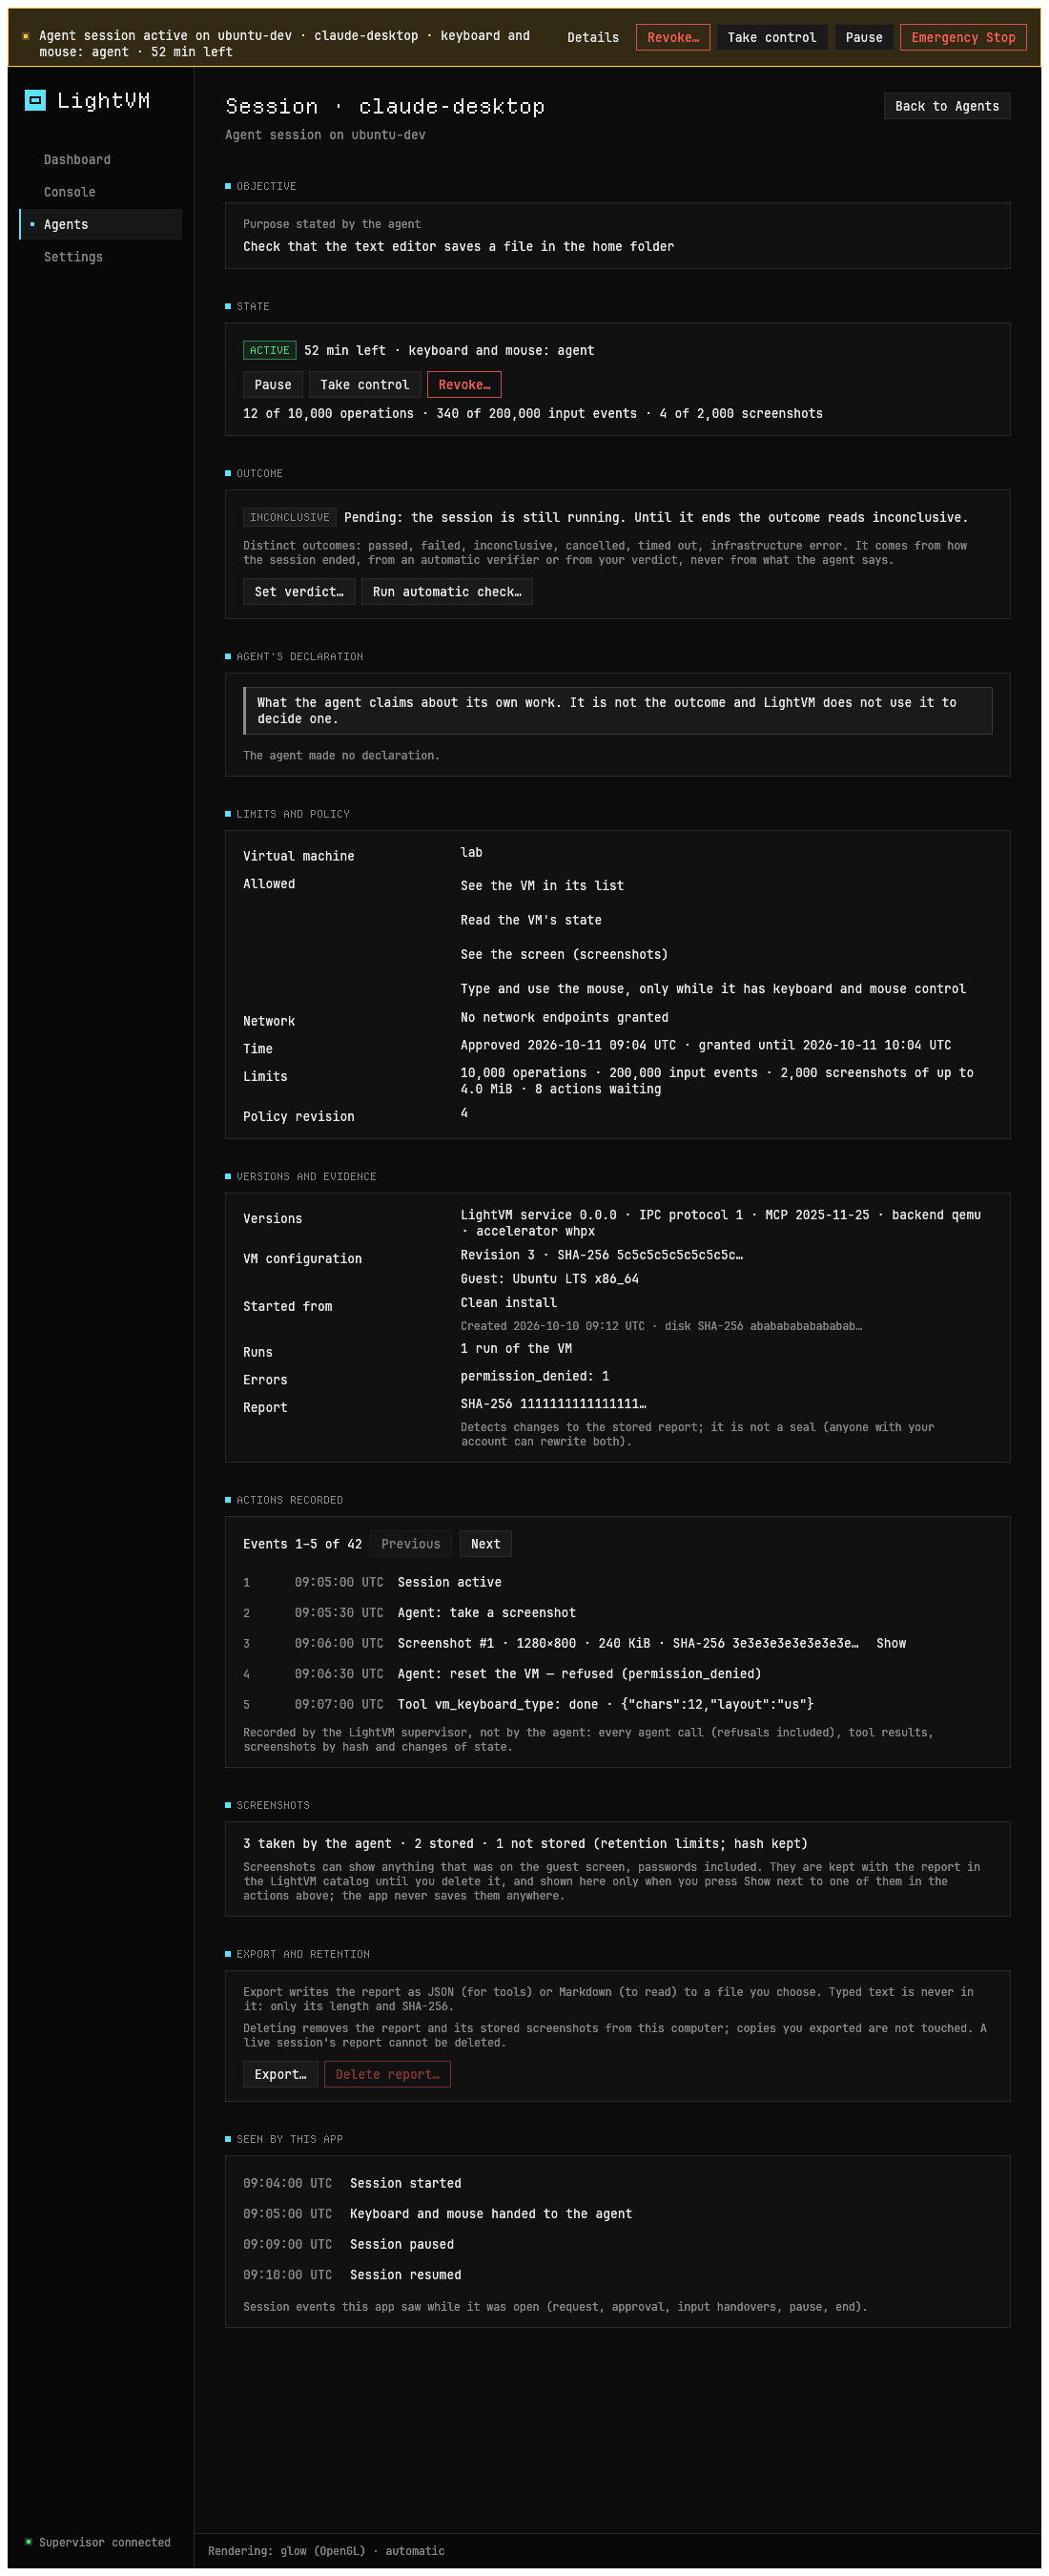 Agent session active on ubuntu-dev · claude-desktop · keyboard and
mouse: agent · 52 min left
Details
Revoke…
Take control
Pause
Emergency Stop
LightVM
Dashboard
Console
Agents
Settings
Session · claude-desktop
Back to Agents
Agent session on ubuntu-dev
OBJECTIVE
Purpose stated by the agent
Check that the text editor saves a file in the home folder
STATE
ACTIVE 52 min left · keyboard and mouse: agent
Pause Take control Revoke…
12 of 10,000 operations · 340 of 200,000 input events · 4 of 2,000 screenshots
OUTCOME
INCONCLUSIVE Pending: the session is still running. Until it ends the outcome reads inconclusive.
Distinct outcomes: passed, failed, inconclusive, cancelled, timed out, infrastructure error. It comes from how
the session ended, from an automatic verifier or from your verdict, never from what the agent says.
Set verdict… Run automatic check…
AGENT'S DECLARATION
What the agent claims about its own work. It is not the outcome and LightVM does not use it to
decide one.
The agent made no declaration.
LIMITS AND POLICY
Virtual machine lab
Allowed See the VM in its list
Read the VM's state
See the screen (screenshots)
Type and use the mouse, only while it has keyboard and mouse control
Network No network endpoints granted
Time Approved 2026-10-11 09:04 UTC · granted until 2026-10-11 10:04 UTC
Limits 10,000 operations · 200,000 input events · 2,000 screenshots of up to
4.0 MiB · 8 actions waiting
Policy revision 4
VERSIONS AND EVIDENCE
Versions LightVM service 0.0.0 · IPC protocol 1 · MCP 2025-11-25 · backend qemu
· accelerator whpx
VM configuration Revision 3 · SHA-256 5c5c5c5c5c5c5c5c…
Guest: Ubuntu LTS x86_64
Started from Clean install
Created 2026-10-10 09:12 UTC · disk SHA-256 abababababababab…
Runs 1 run of the VM
Errors permission_denied: 1
Report SHA-256 1111111111111111…
Detects changes to the stored report; it is not a seal (anyone with your
account can rewrite both).
ACTIONS RECORDED
Events 1–5 of 42 Previous Next
1 09:05:00 UTC Session active
2 09:05:30 UTC Agent: take a screenshot
3 09:06:00 UTC Screenshot #1 · 1280×800 · 240 KiB · SHA-256 3e3e3e3e3e3e3e3e… Show
4 09:06:30 UTC Agent: reset the VM — refused (permission_denied)
5 09:07:00 UTC Tool vm_keyboard_type: done · {"chars":12,"layout":"us"}
Recorded by the LightVM supervisor, not by the agent: every agent call (refusals included), tool results,
screenshots by hash and changes of state.
SCREENSHOTS
3 taken by the agent · 2 stored · 1 not stored (retention limits; hash kept)
Screenshots can show anything that was on the guest screen, passwords included. They are kept with the report in
the LightVM catalog until you delete it, and shown here only when you press Show next to one of them in the
actions above; the app never saves them anywhere.
EXPORT AND RETENTION
Export writes the report as JSON (for tools) or Markdown (to read) to a file you choose. Typed text is never in
it: only its length and SHA-256.
Deleting removes the report and its stored screenshots from this computer; copies you exported are not touched. A
live session's report cannot be deleted.
Export… Delete report…
SEEN BY THIS APP
09:04:00 UTC Session started
09:05:00 UTC Keyboard and mouse handed to the agent
09:09:00 UTC Session paused
09:10:00 UTC Session resumed
Session events this app saw while it was open (request, approval, input handovers, pause, end).
Supervisor connected
Rendering: glow (OpenGL) · automatic